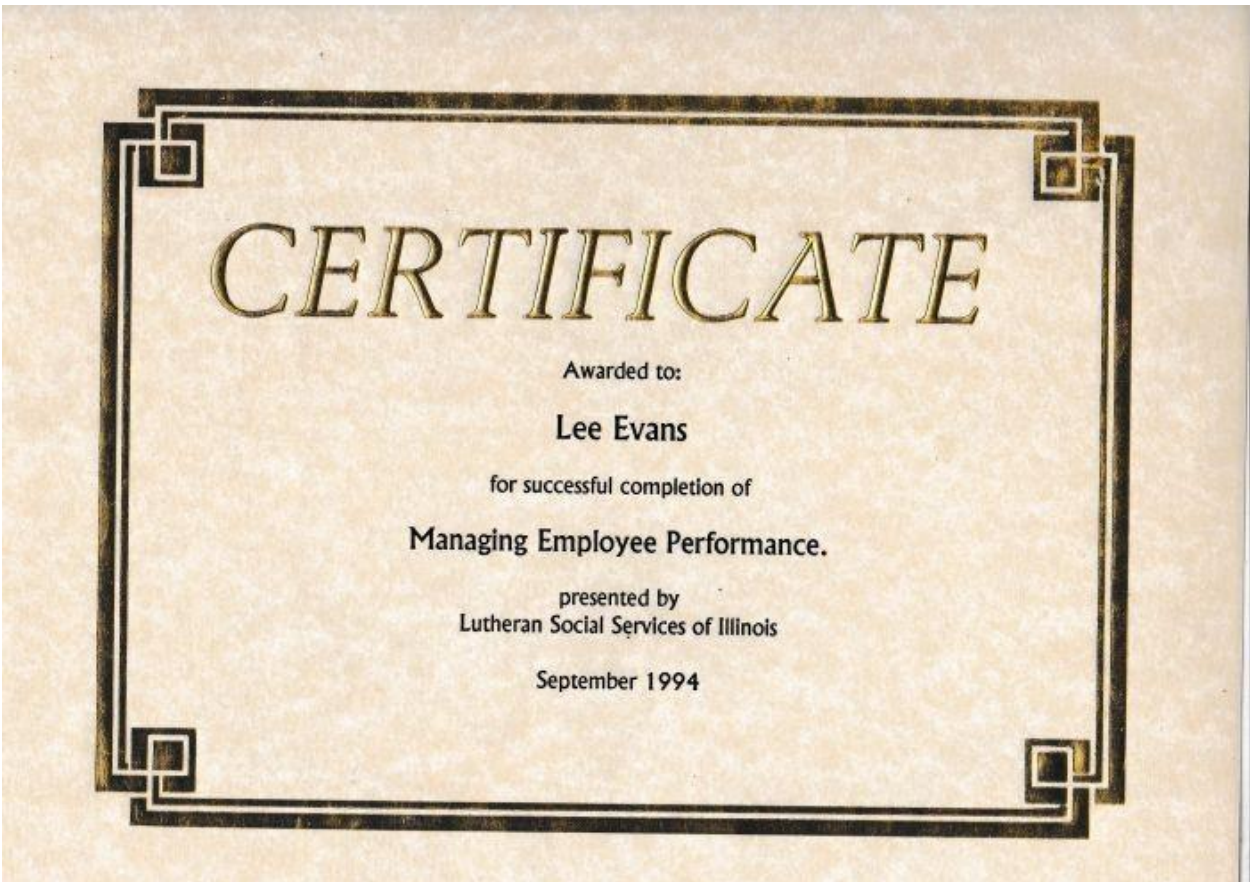 CERTIFICATE
Awarded to:
Lee Evans
for successful completion of
Managing Employee Performance.
presented by
Lutheran Social Services of Illinois
September 1994